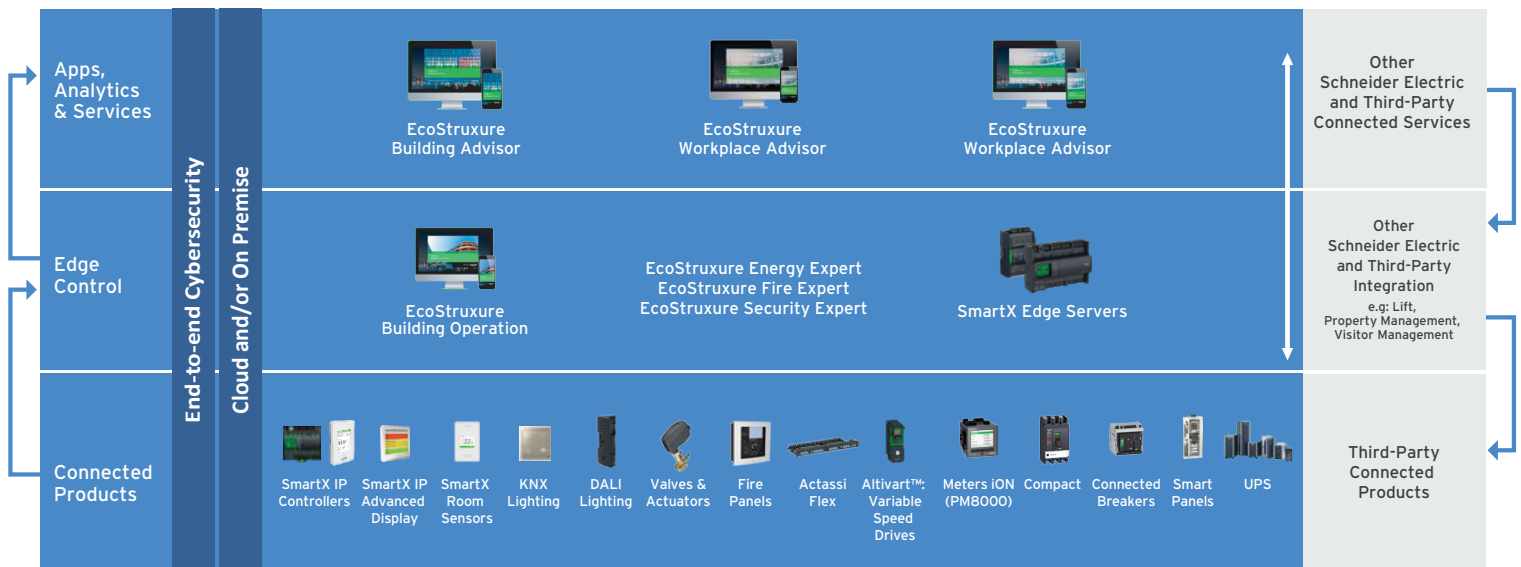 Apps,
Analytics
& Services
End-to-end Cybersecurity
Cloud and/or On Premise
EcoStruxure
Building Advisor
EcoStruxure
Workplace Advisor
EcoStruxure
Workplace Advisor
Other
Schneider Electric
and Third-Party
Connected Services
Edge
Control
EcoStruxure
Building Operation
EcoStruxure Energy Expert
EcoStruxure Fire Expert
EcoStruxure Security Expert
SmartX Edge Servers
Other
Schneider Electric
and Third-Party
Integration
e.g: Lift,
Property Management,
Visitor Management
Connected
Products
SmartX IP
Controllers
SmartX IP
Advanced
Display
SmartX
Room
Sensors
KNX
Lighting
DALI
Lighting
Valves &
Actuators
Fire
Panels
Actassi
Flex
Altivart™:
Variable
Speed
Drives
Meters iON
(PM8000)
Compact
Connected
Breakers
Smart
Panels
UPS
Third-Party
Connected
Products